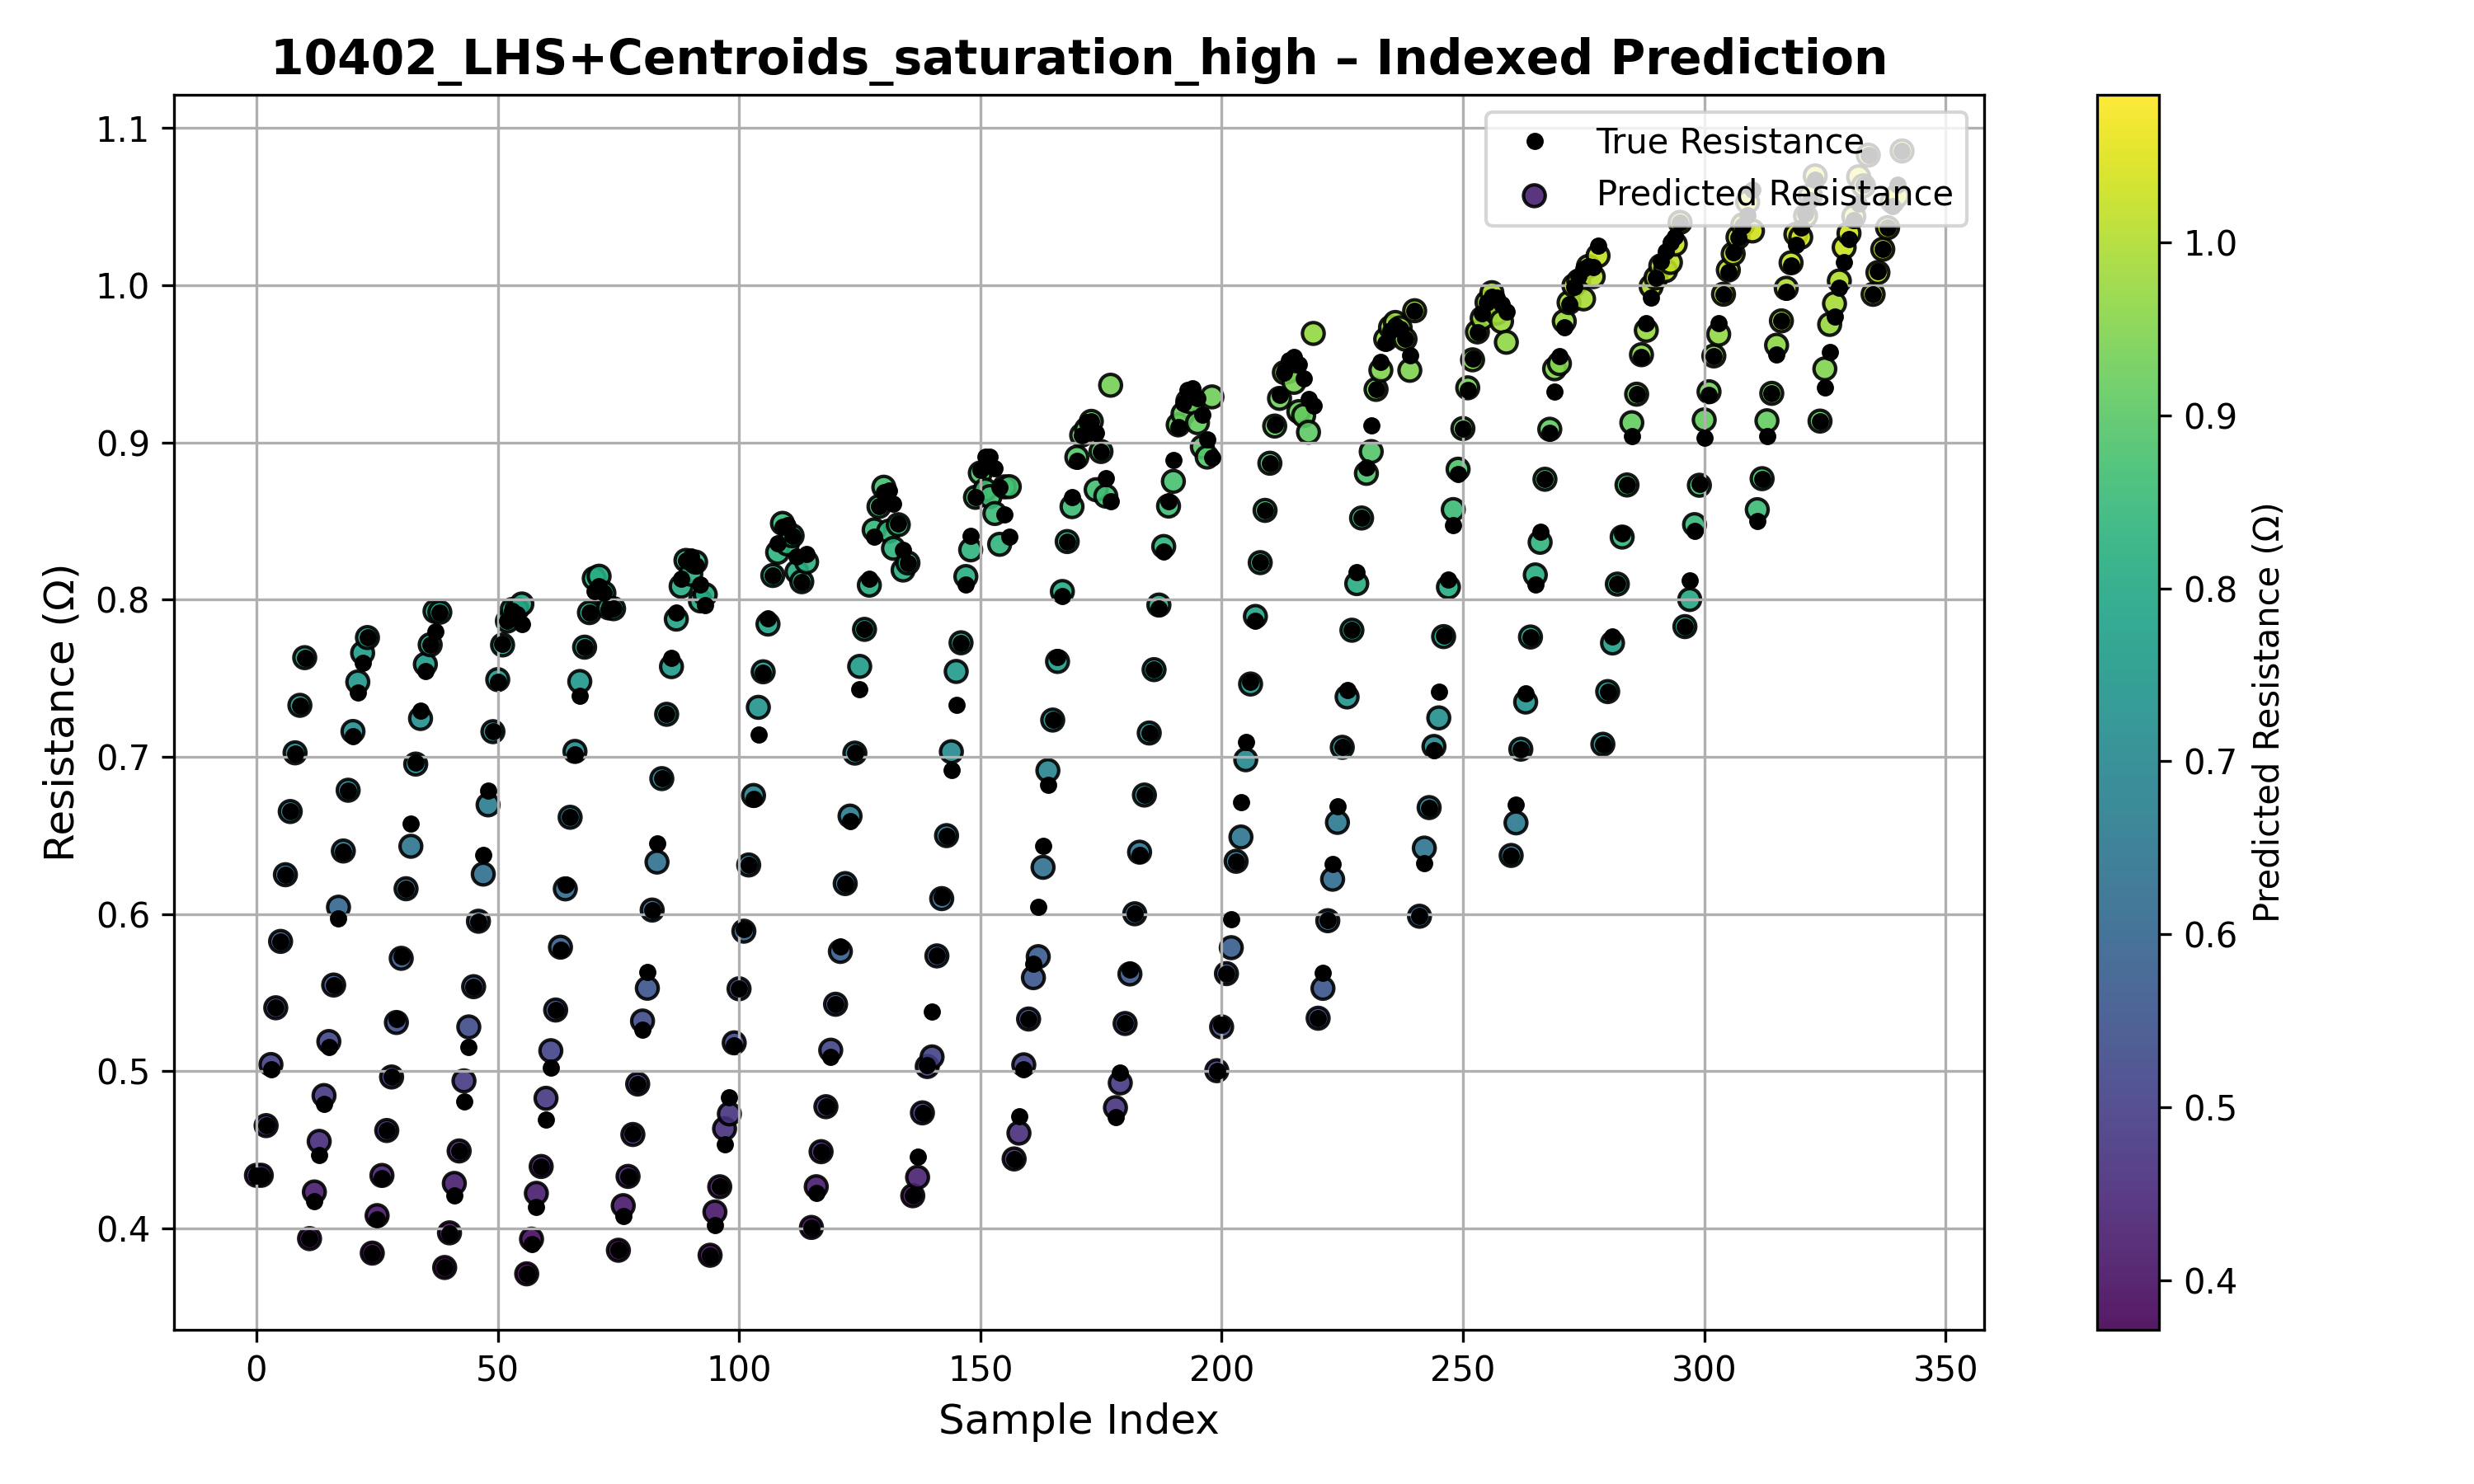 10402_LHS+Centroids_saturation_high – Indexed Prediction
True Resistance
Predicted Resistance
Resistance (Ω)
1.1
1.0
0.9
0.8
0.7
0.6
0.5
0.4
0 50 100 150 200 250 300 350
Sample Index
1.0
0.9
0.8
0.7
0.6
0.5
0.4
Predicted Resistance (Ω)